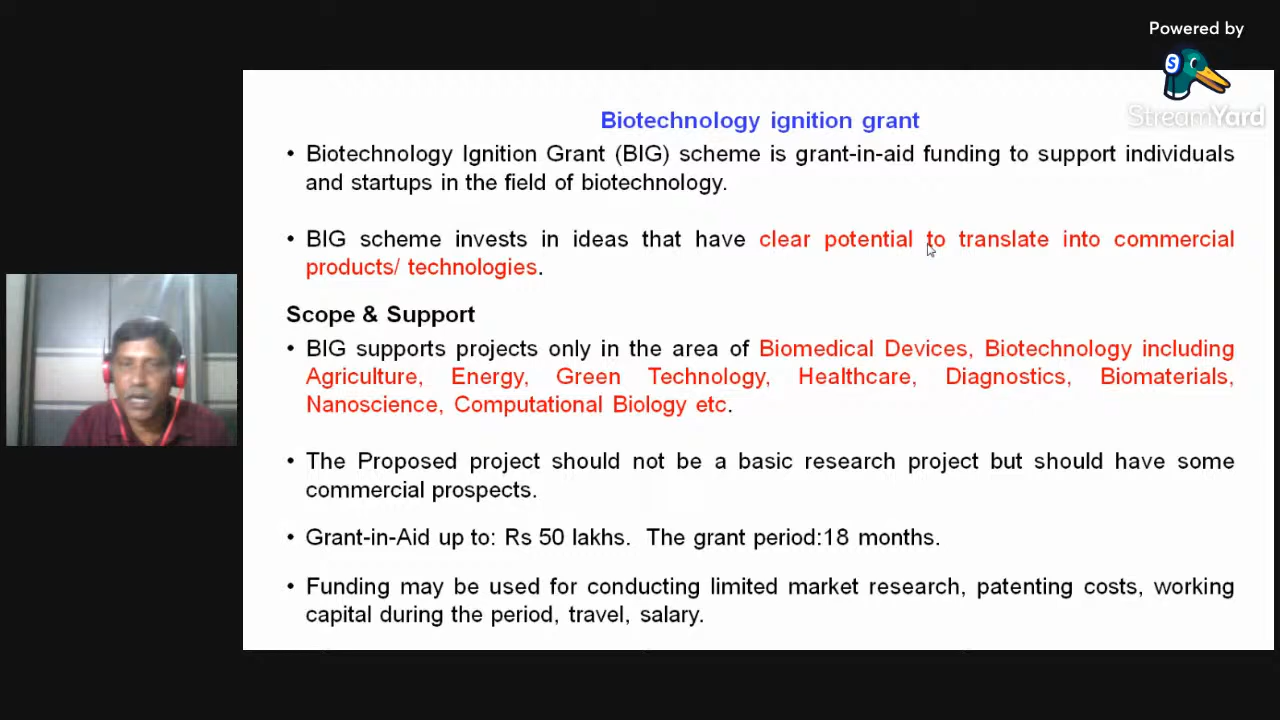 Powered by
S
StreamYard
Biotechnology ignition grant
• Biotechnology Ignition Grant (BIG) scheme is grant-in-aid funding to support individuals
and startups in the field of biotechnology.
• BIG scheme invests in ideas that have clear potential to translate into commercial
products/ technologies.
Scope & Support
• BIG supports projects only in the area of Biomedical Devices, Biotechnology including
Agriculture, Energy, Green Technology, Healthcare, Diagnostics, Biomaterials,
Nanoscience, Computational Biology etc.
• The Proposed project should not be a basic research project but should have some
commercial prospects.
• Grant-in-Aid up to: Rs 50 lakhs. The grant period:18 months.
• Funding may be used for conducting limited market research, patenting costs, working
capital during the period, travel, salary.